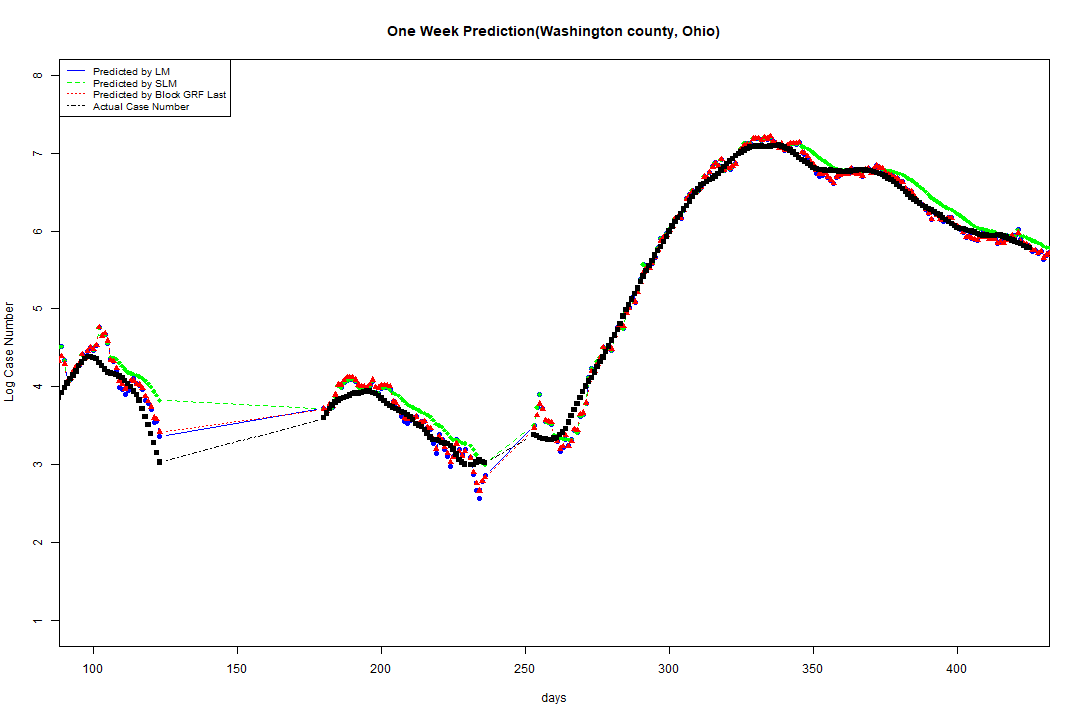 One Week Prediction(Washington county, Ohio)
Predicted by LM
Predicted by SLM
Predicted by Block GRF Last
Actual Case Number
8
7
6
5
4
3
2
1
Log Case Number
100 150 200 250 300 350 400
days